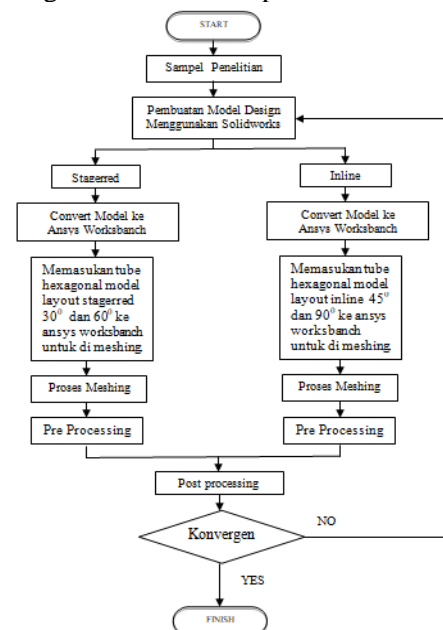 START
Sampel Penelitian
Pembuatan Model Design
Menggunakan Solidworks
Stagerred
Inline
Convert Model ke
Ansys Worksbanch
Convert Model ke
Ansys Worksbanch
Memasukan tube
hexagonal model
layout stagerred
30⁰ dan 60⁰ ke
ansys worksbanch
untuk di meshing
Memasukan tube
hexagonal model
layout inline 45⁰
dan 90⁰ ke ansys
worksbanch
untuk di meshing
Proses Meshing
Proses Meshing
Pre Processing
Pre Processing
Post processing
Konvergen
NO
YES
FINISH